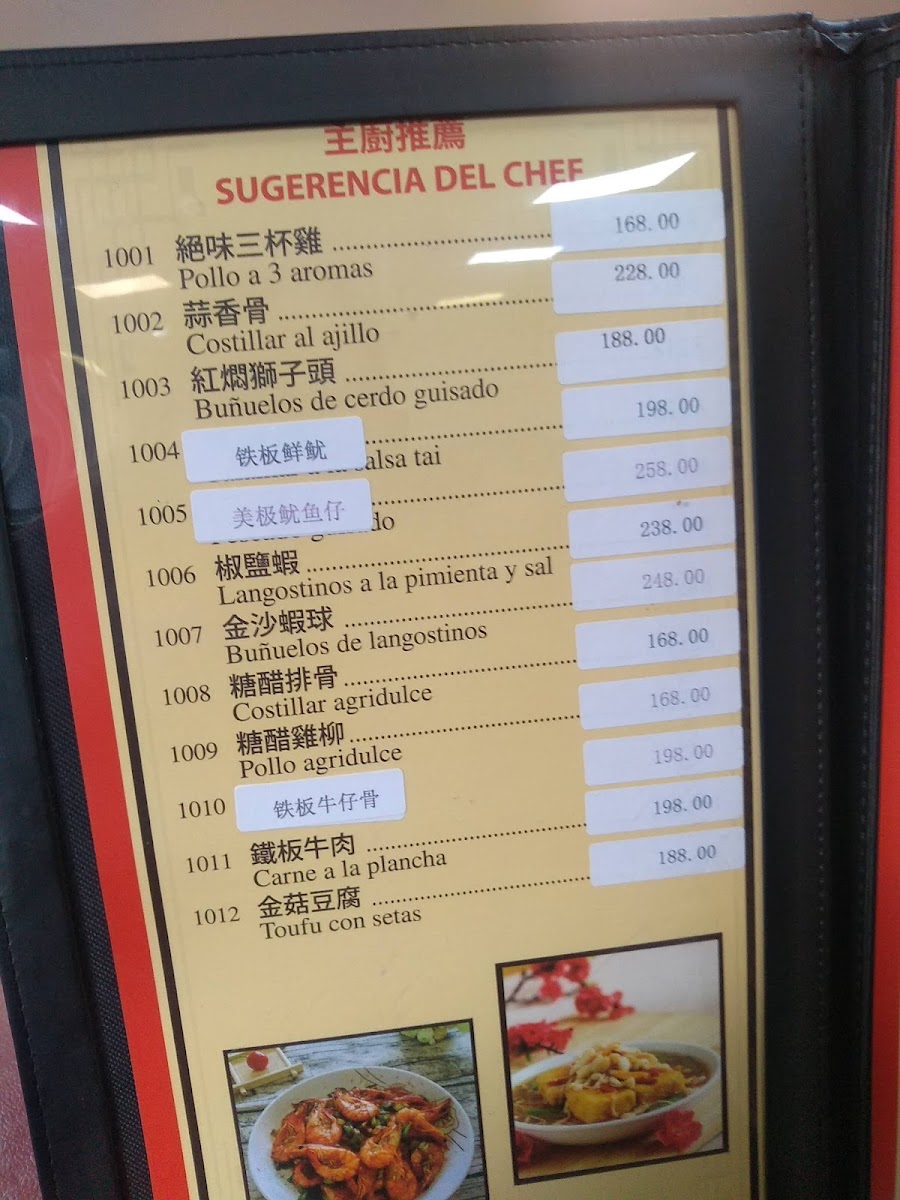 主廚推薦
SUGERENCIA DEL CHEF
1001 絕味三杯雞 168.00
Pollo a 3 aromas
1002 蒜香骨 228.00
Costillar al ajillo
1003 紅燜獅子頭 188.00
Buñuelos de cerdo guisado
1004 铁板鲜鱿 198.00
salsa tai
1005 美极鱿鱼仔 258.00
1006 椒鹽蝦 238.00
Langostinos a la pimienta y sal
1007 金沙蝦球 248.00
Buñuelos de langostinos
1008 糖醋排骨 168.00
Costillar agridulce
1009 糖醋雞柳 168.00
Pollo agridulce
1010 铁板牛仔骨 198.00
1011 鐵板牛肉 198.00
Carne a la plancha
1012 金菇豆腐 188.00
Toufu con setas